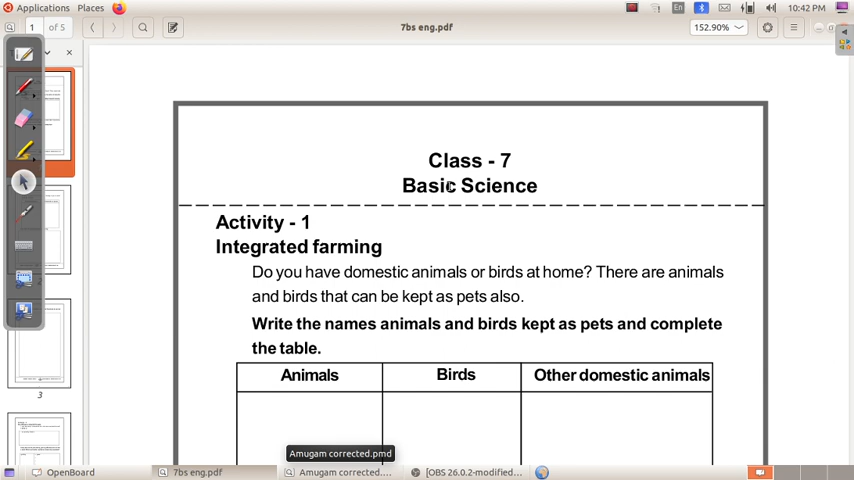 Applications Places En 10:42 PM
1 of 5 7bs eng.pdf 152.90%
Class - 7
Basic Science
Activity - 1
Integrated farming
Do you have domestic animals or birds at home? There are animals
and birds that can be kept as pets also.
Write the names animals and birds kept as pets and complete
the table.
Animals Birds Other domestic animals
3
Amugam corrected.pmd
OpenBoard 7bs eng.pdf Amugam corrected.... [OBS 26.0.2-modified...